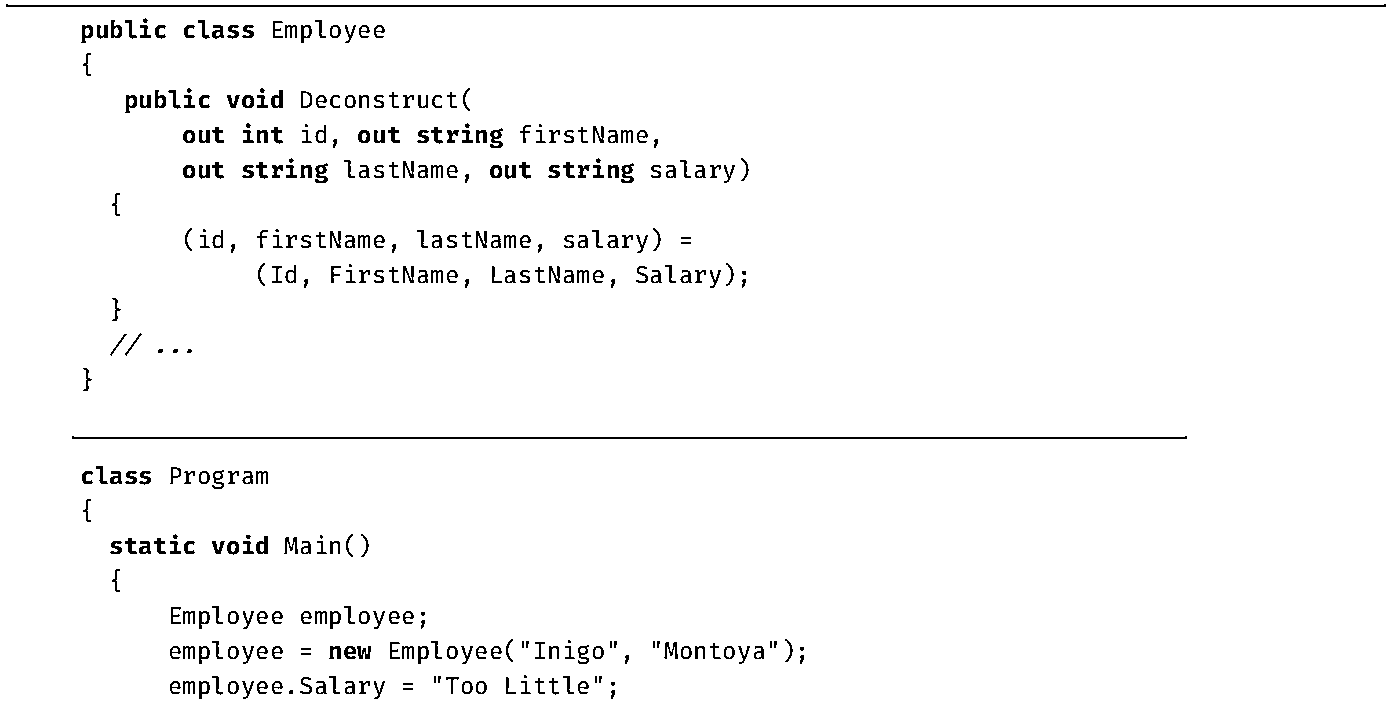 public class Employee
{
   public void Deconstruct(
       out int id, out string firstName,
       out string lastName, out string salary)
  {
       (id, firstName, lastName, salary) =
            (Id, FirstName, LastName, Salary);
  }
  // ...
}
class Program
{
  static void Main()
  {
      Employee employee;
      employee = new Employee("Inigo", "Montoya");
      employee.Salary = "Too Little";